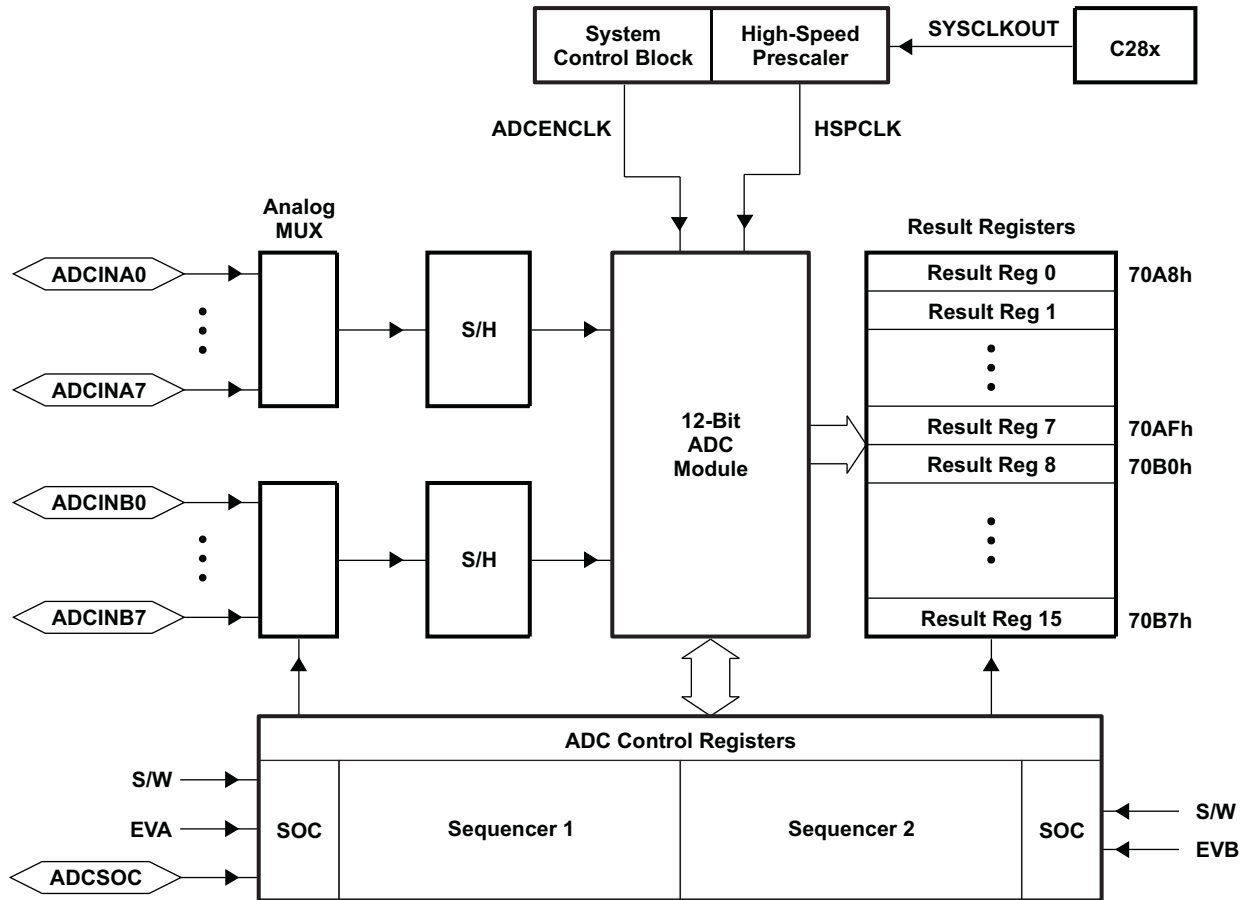 System
Control Block
High-Speed
Prescaler
SYSCLKOUT
C28x
ADCENCLK
HSPCLK
Analog
MUX
Result Registers
ADCINA0
ADCINA7
S/H
12-Bit
ADC
Module
Result Reg 0
70A8h
Result Reg 1
Result Reg 7
70AFh
Result Reg 8
70B0h
Result Reg 15
70B7h
ADCINB0
ADCINB7
S/H
ADC Control Registers
S/W
EVA
ADCSOC
SOC
Sequencer 1
Sequencer 2
SOC
S/W
EVB